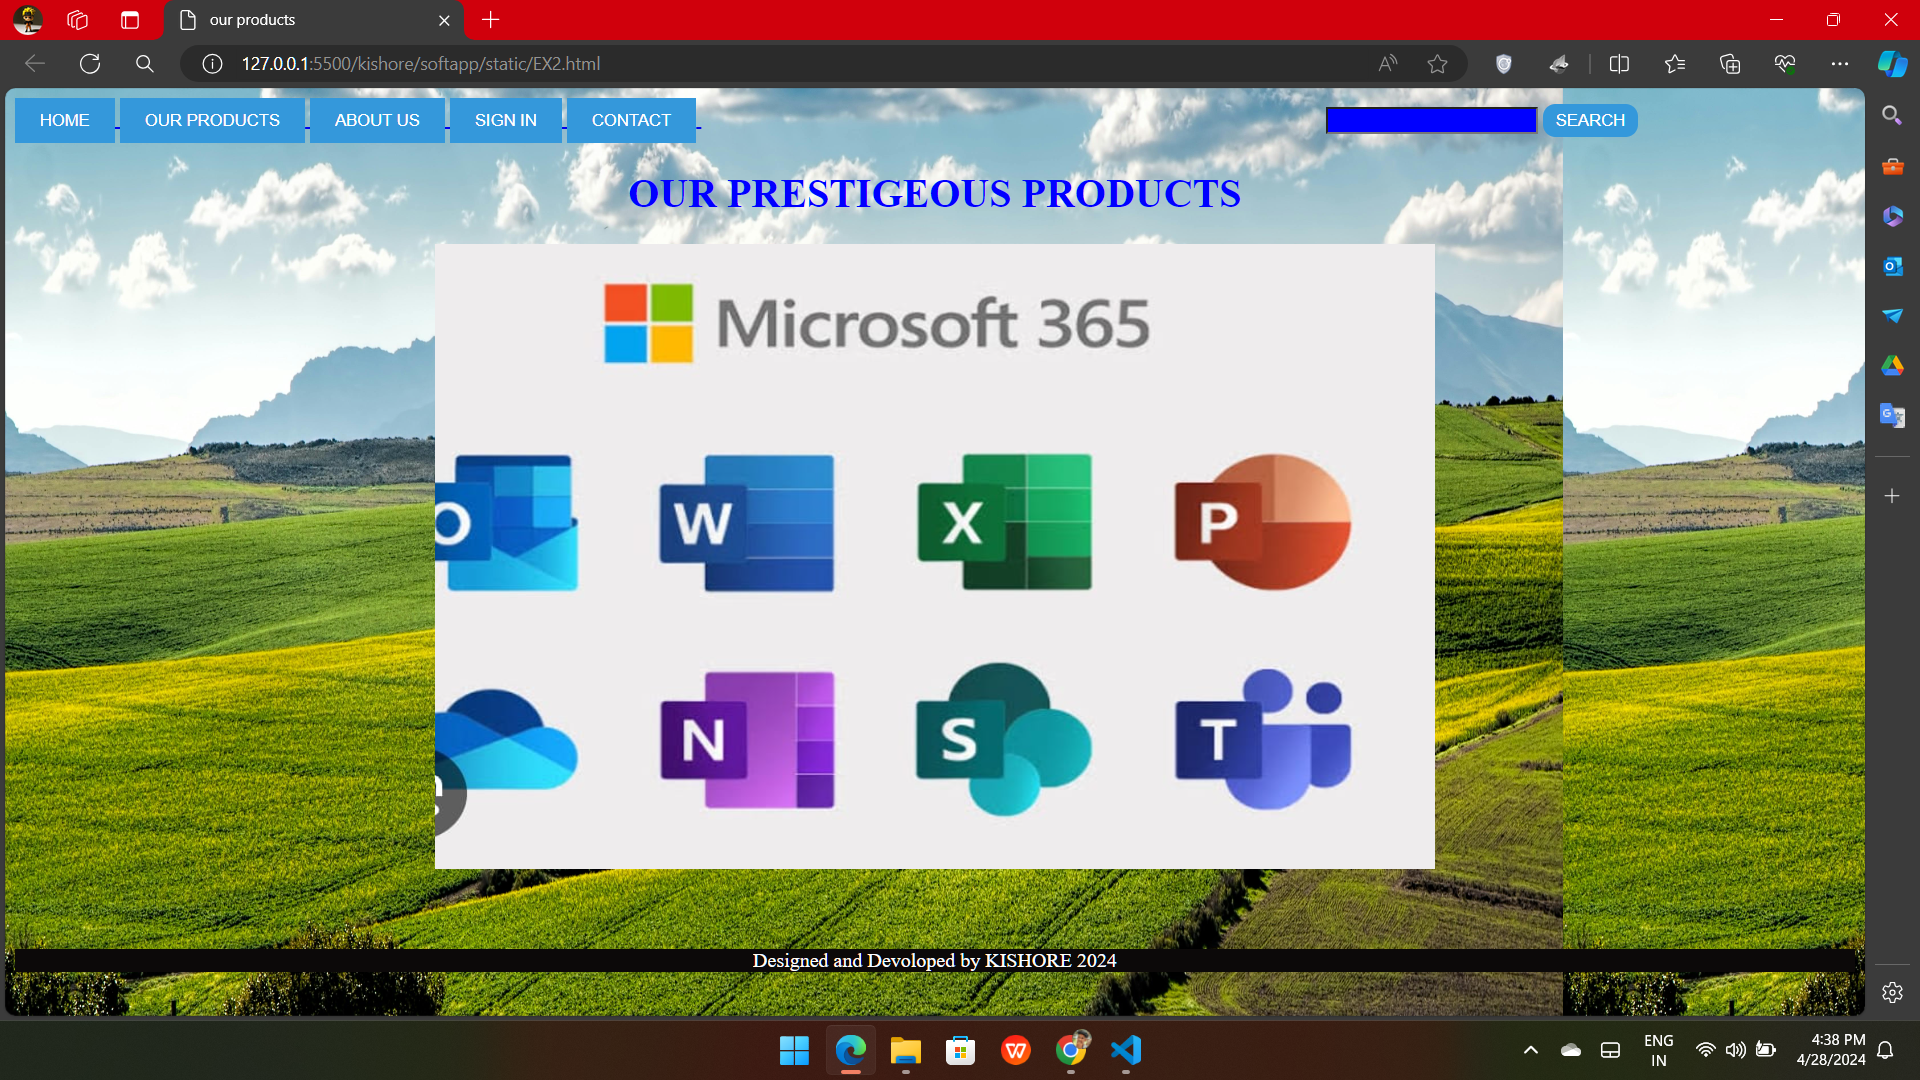 our products
127.0.0.1:5500/kishore/softapp/static/EX2.html
HOME
OUR PRODUCTS
ABOUT US
SIGN IN
CONTACT
SEARCH
OUR PRESTIGEOUS PRODUCTS
Microsoft 365
O
W
X
P
N
S
T
Designed and Devoloped by KISHORE 2024
ENG
IN
4:38 PM
4/28/2024